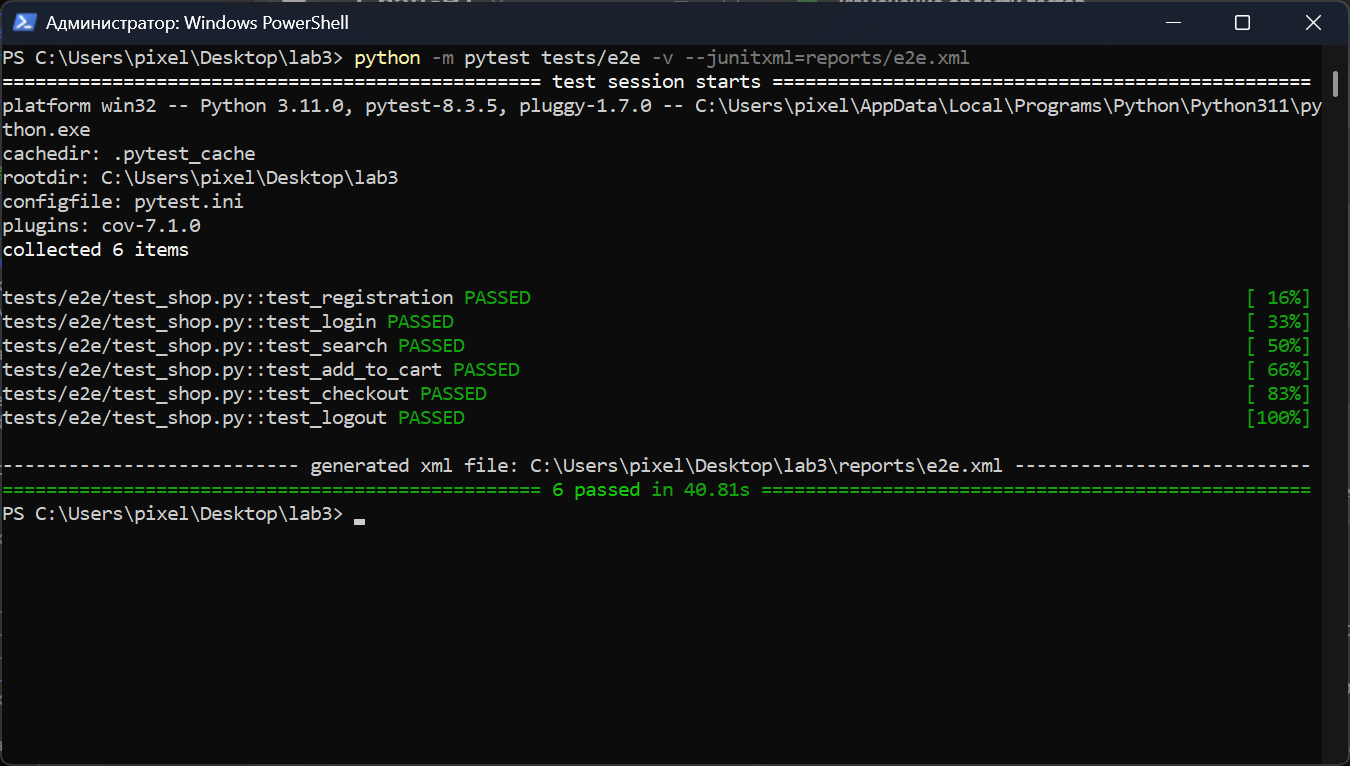 Администратор: Windows PowerShell
PS C:\Users\pixel\Desktop\lab3> python -m pytest tests/e2e -v --junitxml=reports/e2e.xml
================================================= test session starts =================================================
platform win32 -- Python 3.11.0, pytest-8.3.5, pluggy-1.7.0 -- C:\Users\pixel\AppData\Local\Programs\Python\Python311\py
thon.exe
cachedir: .pytest_cache
rootdir: C:\Users\pixel\Desktop\lab3
configfile: pytest.ini
plugins: cov-7.1.0
collected 6 items
tests/e2e/test_shop.py::test_registration PASSED [ 16%]
tests/e2e/test_shop.py::test_login PASSED [ 33%]
tests/e2e/test_shop.py::test_search PASSED [ 50%]
tests/e2e/test_shop.py::test_add_to_cart PASSED [ 66%]
tests/e2e/test_shop.py::test_checkout PASSED [ 83%]
tests/e2e/test_shop.py::test_logout PASSED [100%]
--------------------------- generated xml file: C:\Users\pixel\Desktop\lab3\reports\e2e.xml ---------------------------
================================================= 6 passed in 40.81s ==================================================
PS C:\Users\pixel\Desktop\lab3>